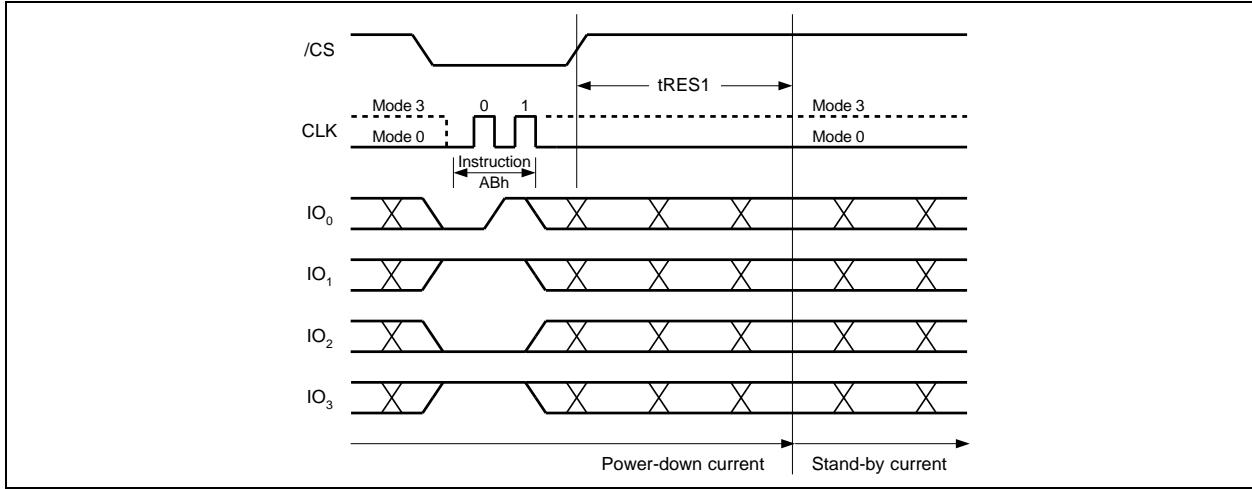 /CS
tRES1
Mode 3 0 1 Mode 3
CLK
Mode 0 Mode 0
Instruction
ABh
IO0
IO1
IO2
IO3
Power-down current Stand-by current